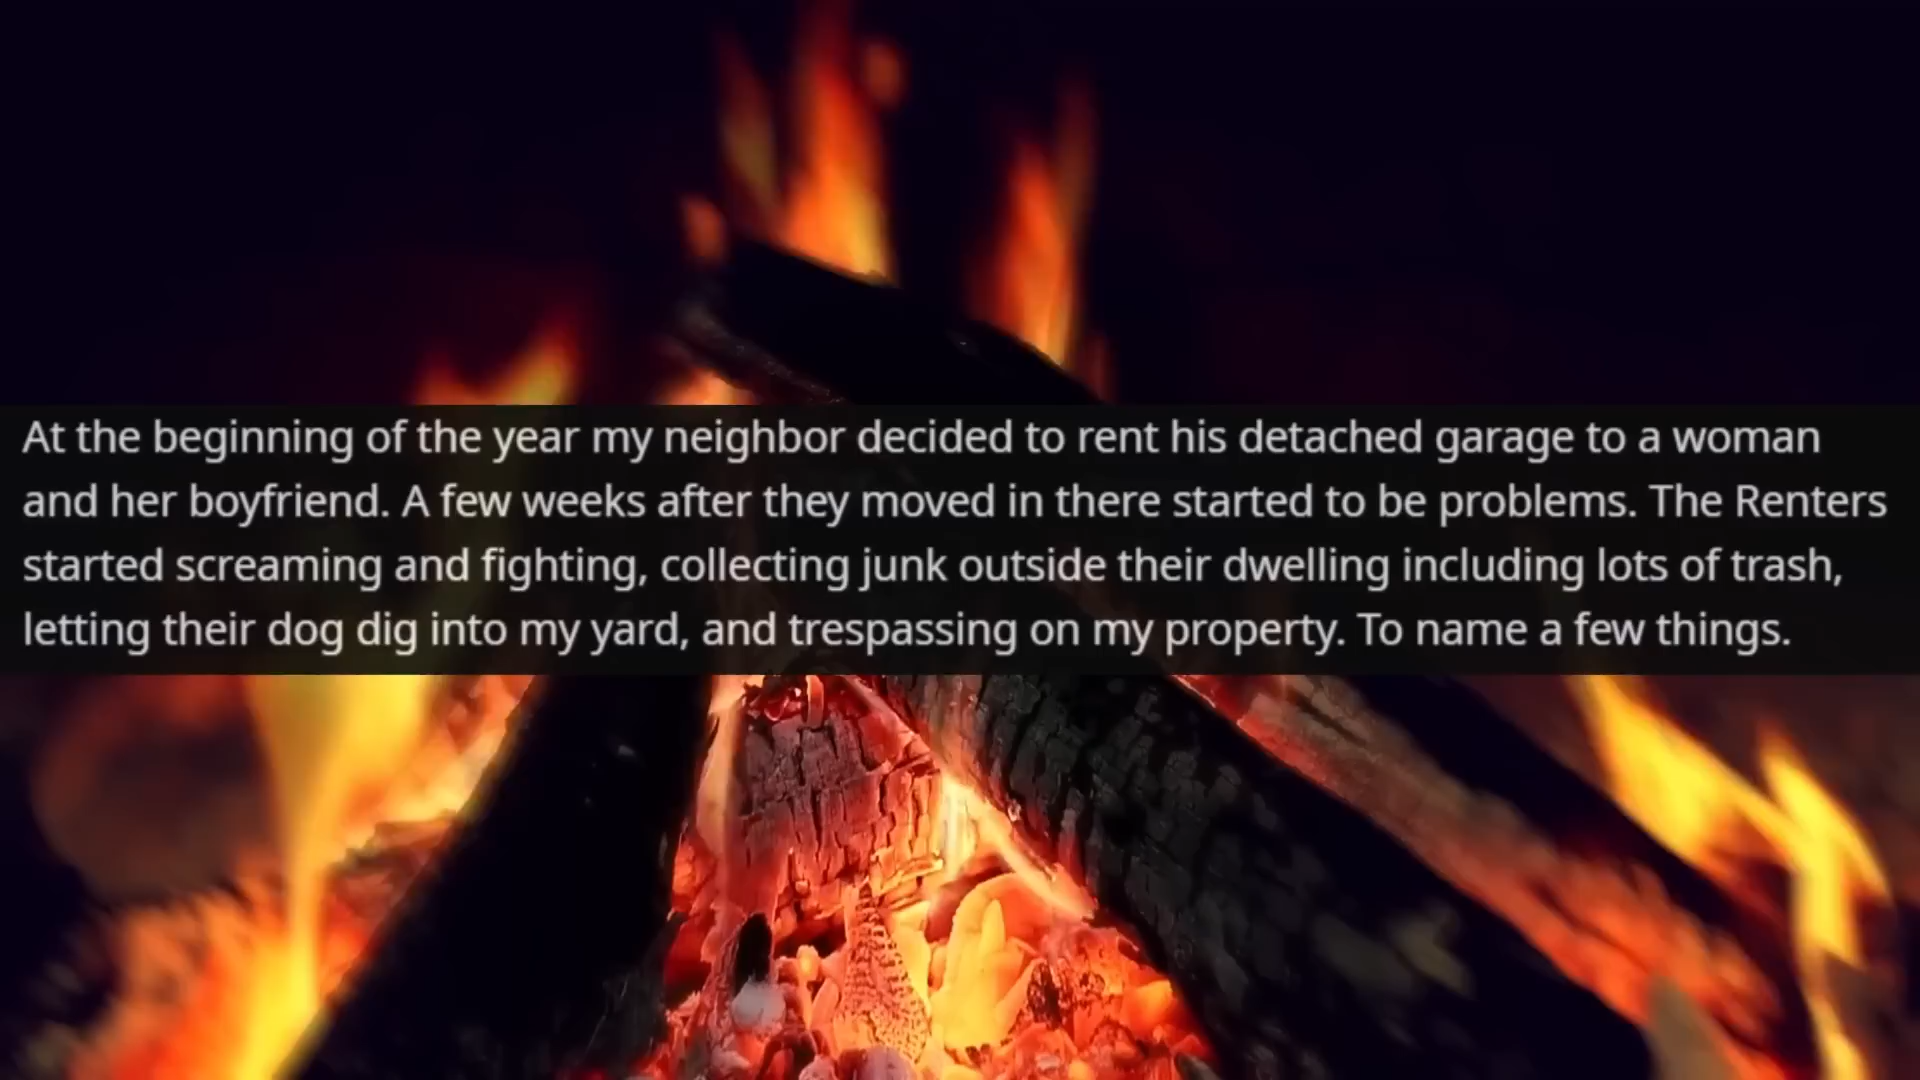 At the beginning of the year my neighbor decided to rent his detached garage to a woman
and her boyfriend. A few weeks after they moved in there started to be problems. The Renters
started screaming and fighting, collecting junk outside their dwelling including lots of trash,
letting their dog dig into my yard, and trespassing on my property. To name a few things.